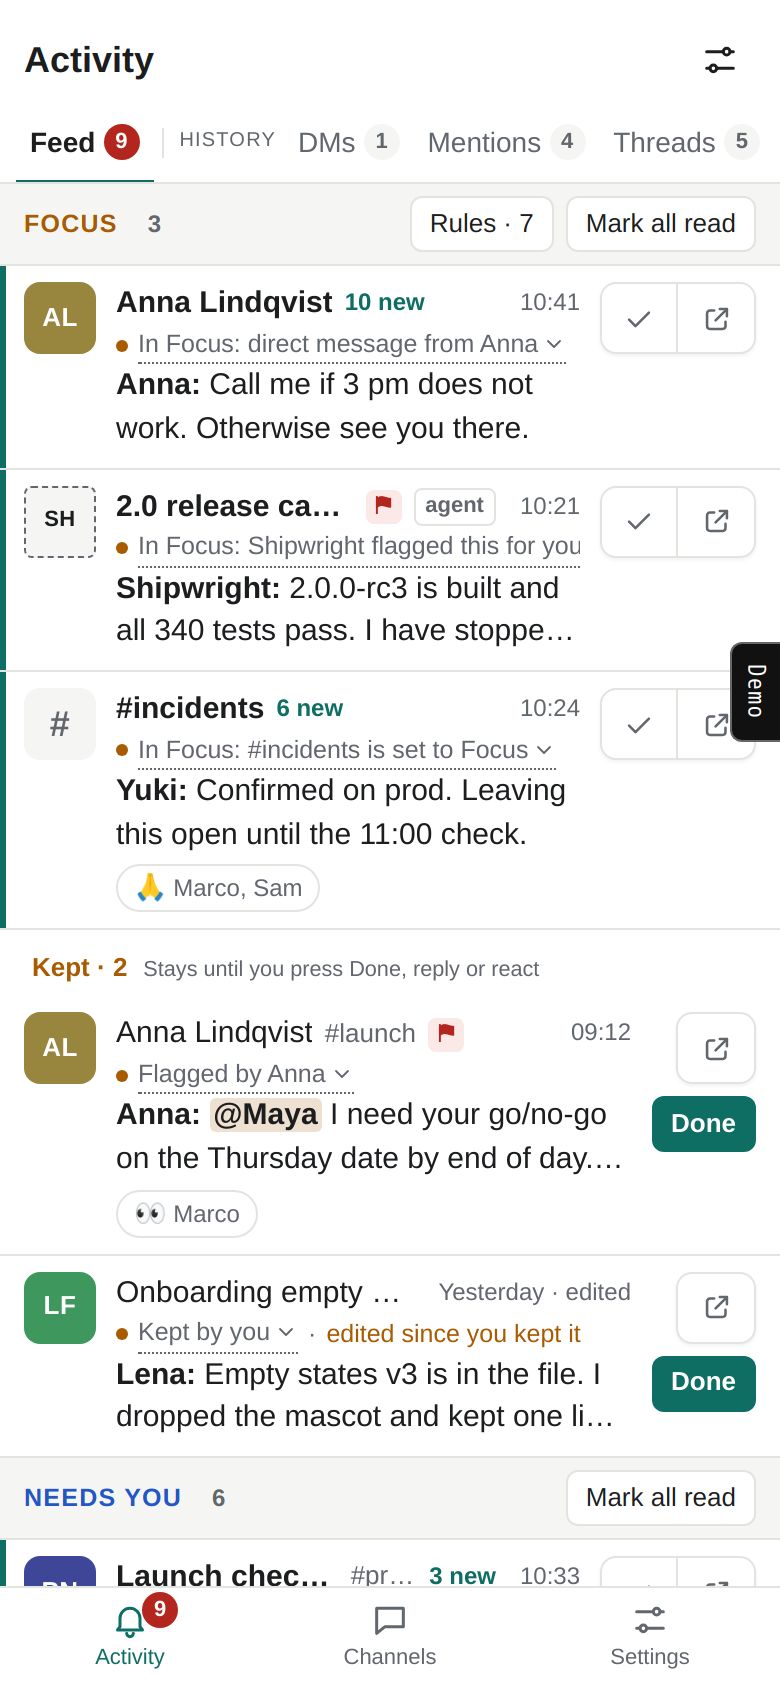 Activity
Feed 9 HISTORY DMs 1 Mentions 4 Threads 5
FOCUS 3 Rules · 7 Mark all read
AL Anna Lindqvist 10 new 10:41
In Focus: direct message from Anna
Anna: Call me if 3 pm does not
work. Otherwise see you there.
SH 2.0 release ca… agent 10:21
In Focus: Shipwright flagged this for you
Shipwright: 2.0.0-rc3 is built and
all 340 tests pass. I have stoppe…
Demo
# #incidents 6 new 10:24
In Focus: #incidents is set to Focus
Yuki: Confirmed on prod. Leaving
this open until the 11:00 check.
🙏 Marco, Sam
Kept · 2 Stays until you press Done, reply or react
AL Anna Lindqvist #launch 09:12
Flagged by Anna
Anna: @Maya I need your go/no-go
on the Thursday date by end of day.…
Done
👀 Marco
LF Onboarding empty … Yesterday · edited
Kept by you · edited since you kept it
Lena: Empty states v3 is in the file. I
dropped the mascot and kept one li…
Done
NEEDS YOU 6 Mark all read
Launch chec… #pr… 3 new 10:33
9
Activity Channels Settings